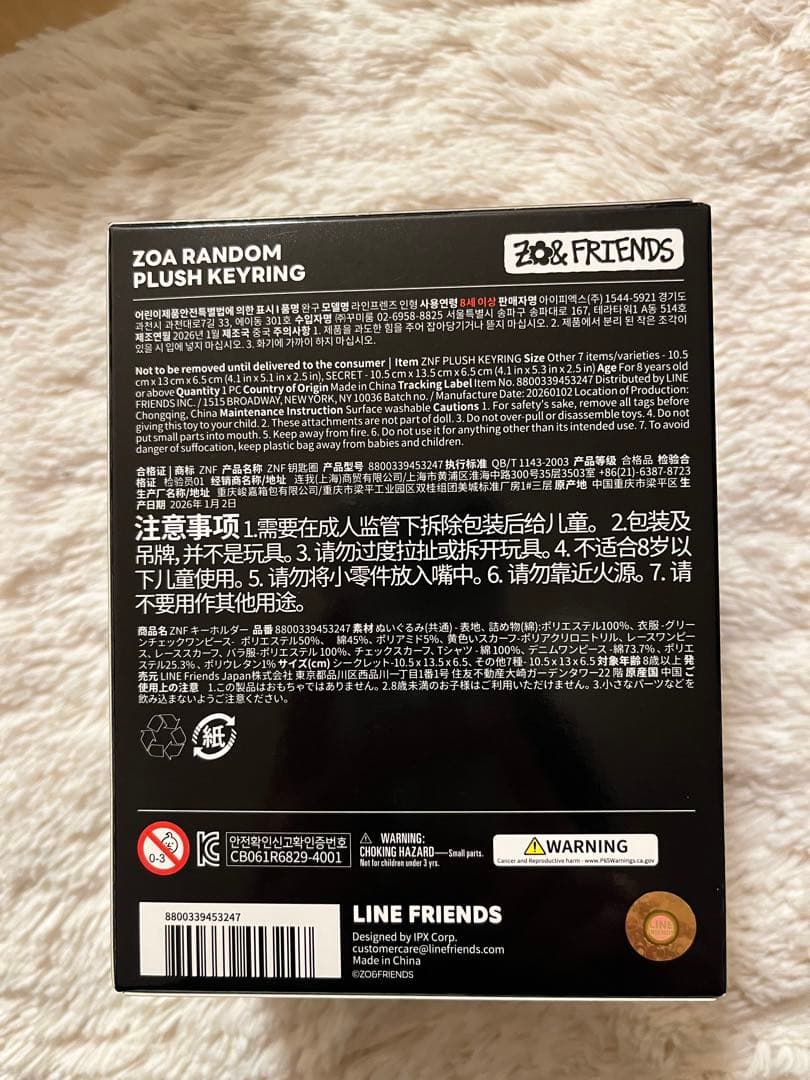 ZOA RANDOM
PLUSH KEYRING
ZO& FRIENDS
어린이제품안전특별법에 의한 표시 I 품명 완구 모델명 라인프렌즈 인형 사용연령 8세 이상 판매자명 아이피엑스(주) 1544-5921 경기도
과천시 과천대로7길 33, 에이동 301호 수입자명 ㈜꾸미룸 02-6958-8825 서울특별시 송파구 송파대로 167, 테라타워1 A동 514호
제조연월 2026년 1월 제조국 중국 주의사항 1. 제품을 과도한 힘을 주어 잡아당기거나 뜯지 마십시오. 2. 제품에서 분리 된 작은 조각이
있을 시 입에 넣지 마십시오. 3. 화기에 가까이 하지 마십시오.
Not to be removed until delivered to the consumer | Item ZNF PLUSH KEYRING Size Other 7 items/varieties - 10.5
cm x 13 cm x 6.5 cm (4.1 in x 5.1 in x 2.5 in), SECRET - 10.5 cm x 13.5 cm x 6.5 cm (4.1 in x 5.3 in x 2.5 in) Age For 8 years old
or above Quantity 1 PC Country of Origin Made in China Tracking Label Item No. 8800339453247 Distributed by LINE
FRIENDS INC. / 1515 BROADWAY, NEW YORK, NY 10036 Batch no. / Manufacture Date: 20260102 Location of Production:
Chongqing, China Maintenance Instruction Surface washable Cautions 1. For safety's sake, remove all tags before
giving this toy to your child. 2. These attachments are not part of doll. 3. Do not over-pull or disassemble toys. 4. Do not
put small parts into mouth. 5. Keep away from fire. 6. Do not use it for anything other than its intended use. 7. To avoid
danger of suffocation, keep plastic bag away from babies and children.
合格证 | 商标 ZNF 产品名称 ZNF 钥匙圈 产品型号 8800339453247 执行标准 QB/T 1143-2003 产品等级 合格品 检验合
格证 检验员01 经销商名称/地址 连我(上海)商贸有限公司/上海市黄浦区淮海中路300号35层3503室 +86(21)-6387-8723
生产厂名称/地址 重庆峻嘉箱包有限公司/重庆市梁平工业园区双桂组团美城标准厂房1#三层 原产地 中国重庆市梁平区 生
产日期 2026年1月2日
注意事项 1.需要在成人监管下拆除包装后给儿童。 2.包装及
吊牌,并不是玩具。3. 请勿过度拉扯或拆开玩具。4. 不适合8岁以
下儿童使用。5. 请勿将小零件放入嘴中。6. 请勿靠近火源。7. 请
不要用作其他用途。
商品名 ZNF キーホルダー 品番 8800339453247 素材 ぬいぐるみ(共通) - 表地、詰め物(綿):ポリエステル100%、衣服 - グリー
ンチェックワンピース- ポリエステル50%、 綿45%、ポリアミド5%、黄色いスカーフ-ポリアクリロニトリル、レースワンピー
ス、レーススカーフ、バラ服-ポリエステル 100%、チェックスカーフ、Tシャツ - 綿 100%、デニムワンピース -綿73.7% 、ポリエ
ステル25.3% 、ポリウレタン1% サイズ(cm) シークレット-10.5 x 13.5 x 6.5、その他7種- 10.5 x 13 x 6.5 対象年齢 8歳以上 発
売元 LINE Friends Japan株式会社 東京都品川区西品川一丁目1番1号 住友不動産大崎ガーデンタワー22 階 原産国 中国 ご
使用上の注意 1.この製品はおもちゃではありません。2.8歳未満のお子様はご利用いただけません。3.小さなパーツなどを
飲み込まないようご注意ください。
紙
0-3
안전확인신고확인증번호
CB061R6829-4001
WARNING:
CHOKING HAZARD—Small parts.
Not for children under 3 yrs.
WARNING
Cancer and Reproductive harm - www.P65Warnings.ca.gov
8800339453247
LINE FRIENDS
Designed by IPX Corp.
customercare@linefriends.com
Made in China
©ZO&FRIENDS
LINE
FRIENDS